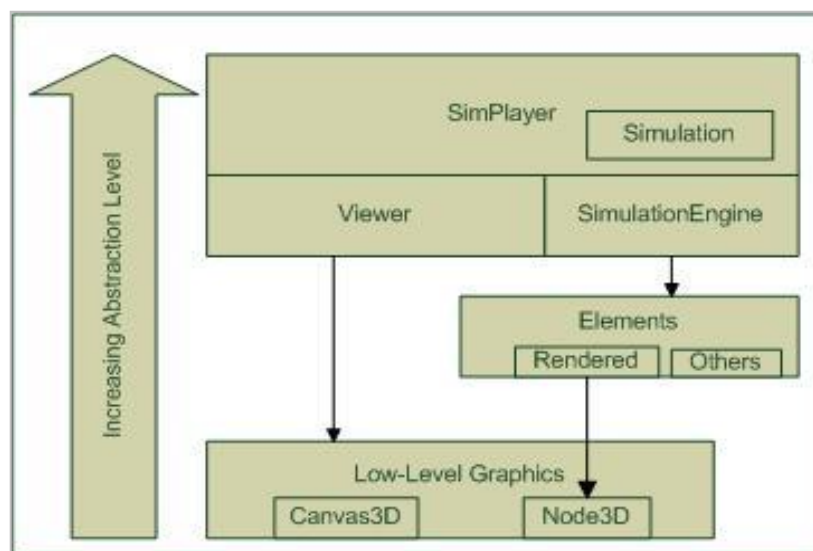 Increasing Abstraction Level
SimPlayer
Simulation
Viewer
SimulationEngine
Elements
Rendered
Others
Low-Level Graphics
Canvas3D
Node3D